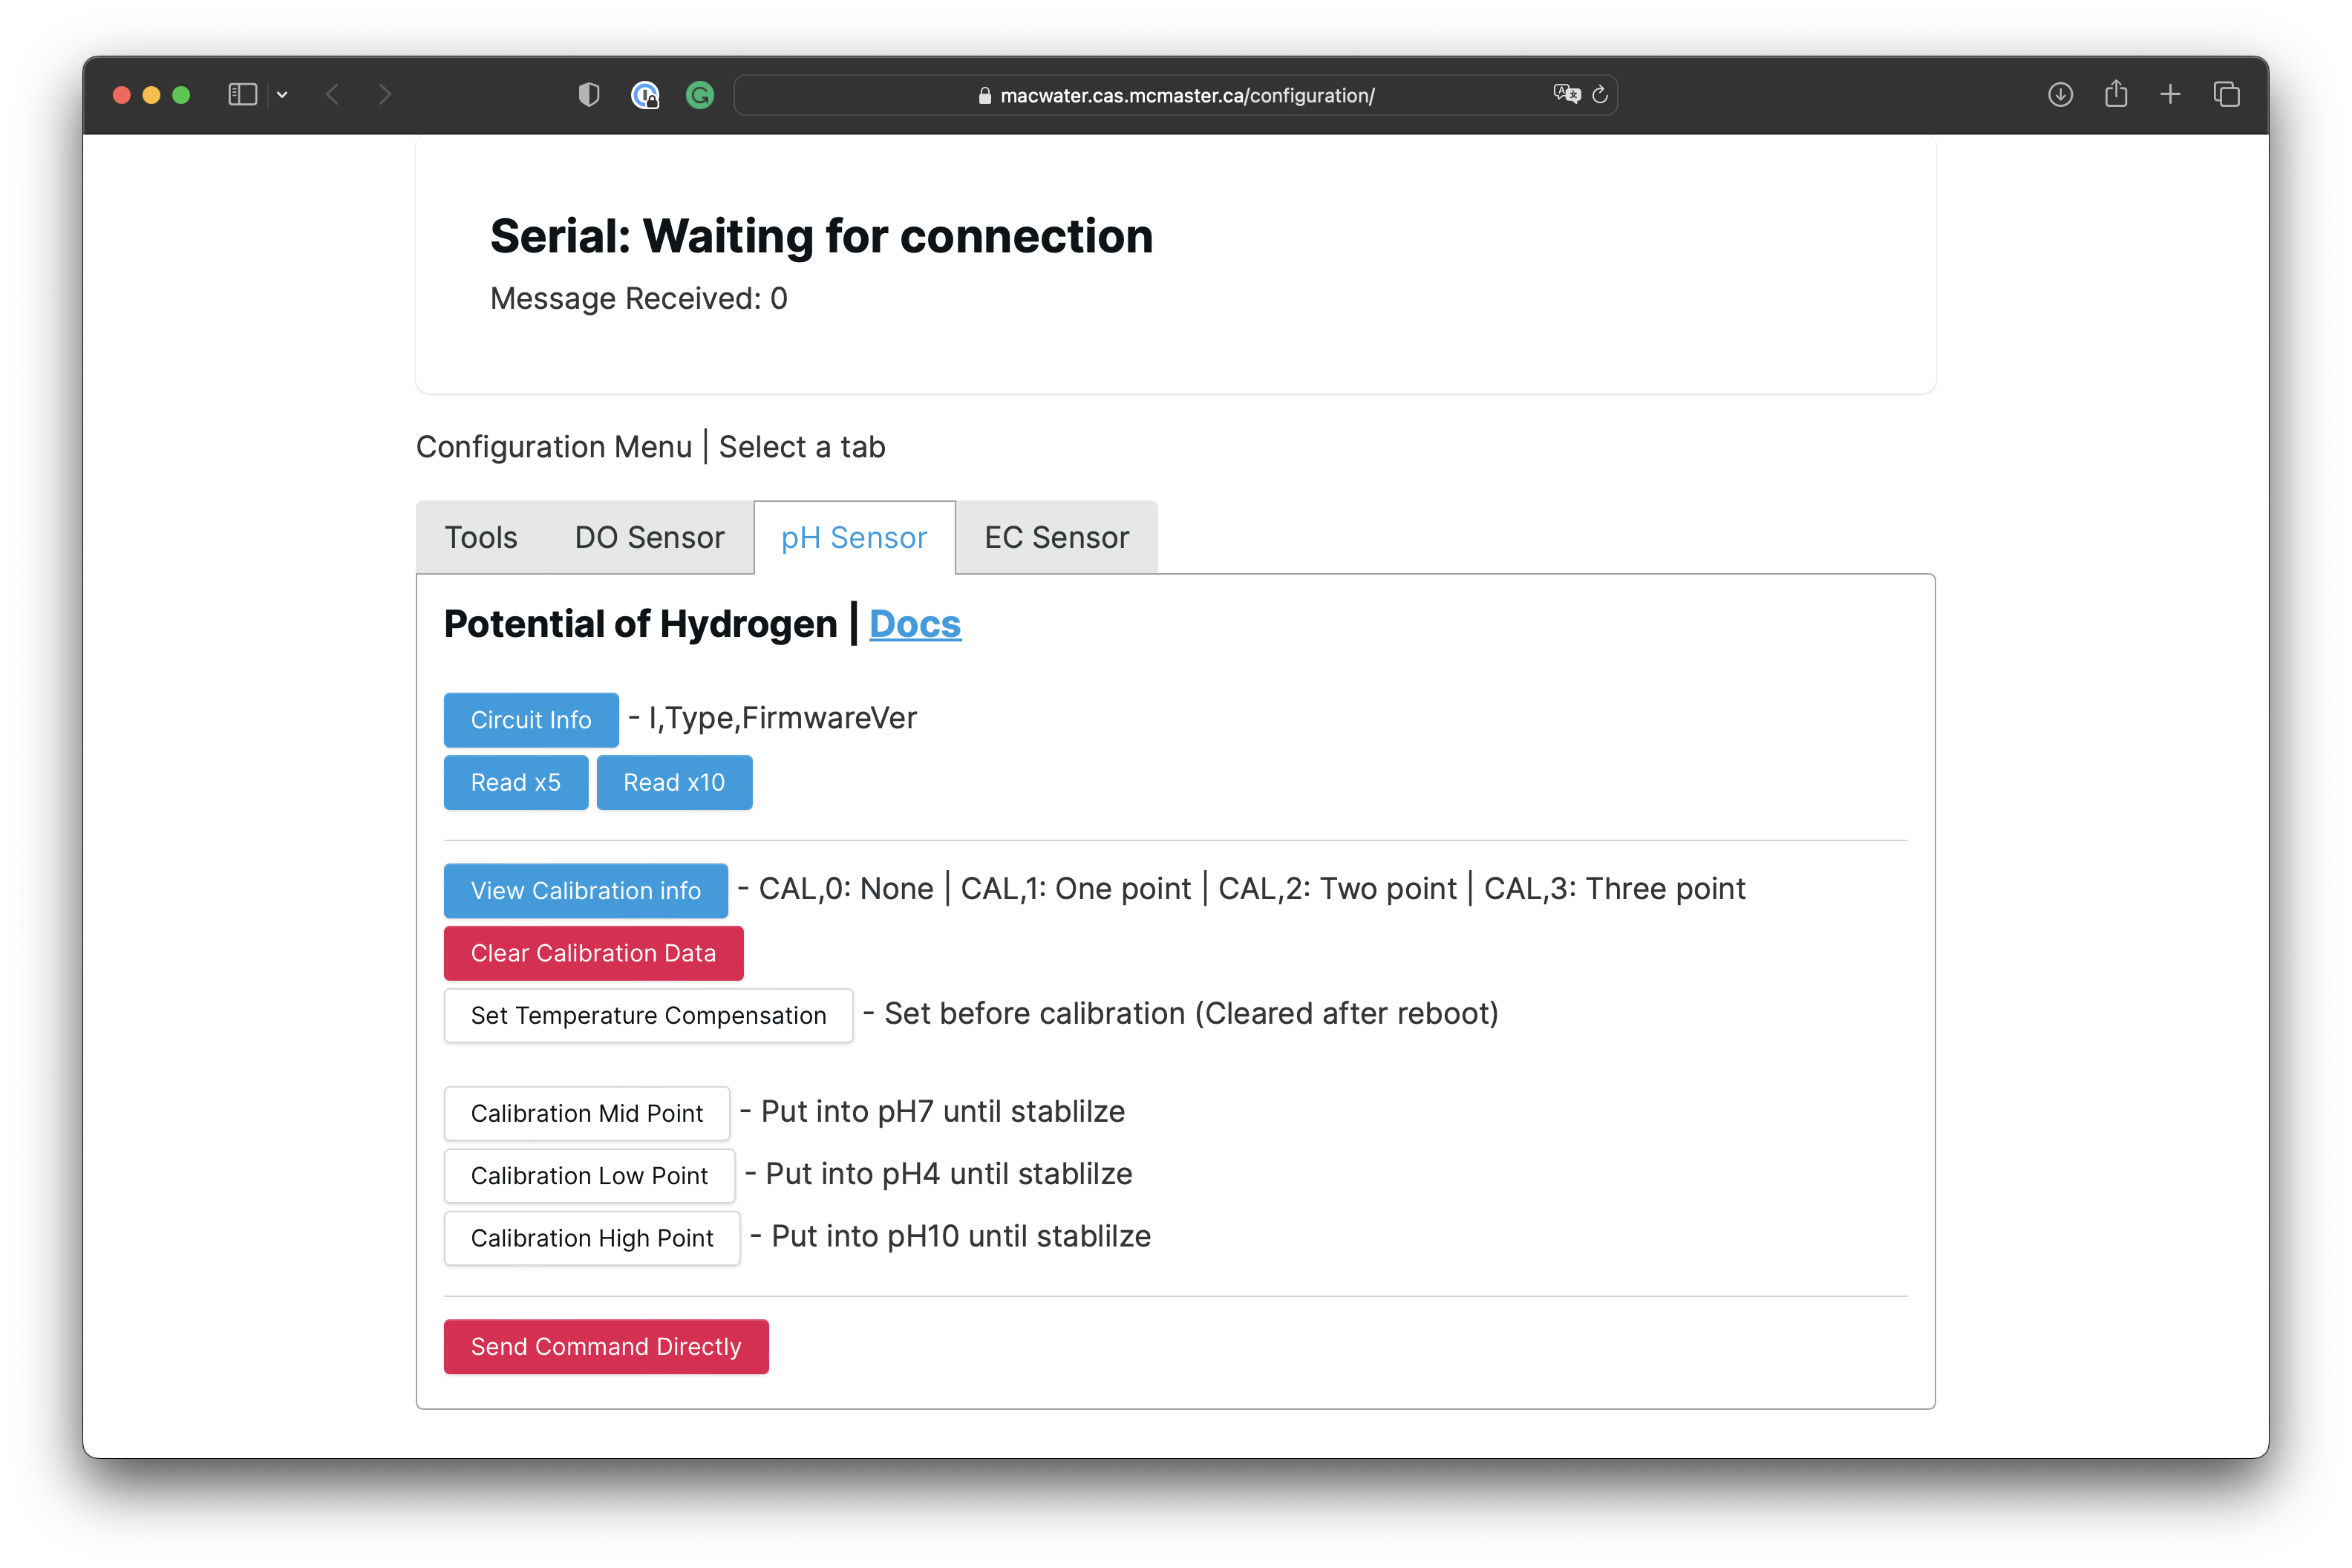 macwater.cas.mcmaster.ca/configuration/
Serial: Waiting for connection
Message Received: 0
Configuration Menu | Select a tab
Tools DO Sensor pH Sensor EC Sensor
Potential of Hydrogen | Docs
Circuit Info - I,Type,FirmwareVer
Read x5 Read x10
View Calibration info - CAL,0: None | CAL,1: One point | CAL,2: Two point | CAL,3: Three point
Clear Calibration Data
Set Temperature Compensation - Set before calibration (Cleared after reboot)
Calibration Mid Point - Put into pH7 until stablilze
Calibration Low Point - Put into pH4 until stablilze
Calibration High Point - Put into pH10 until stablilze
Send Command Directly